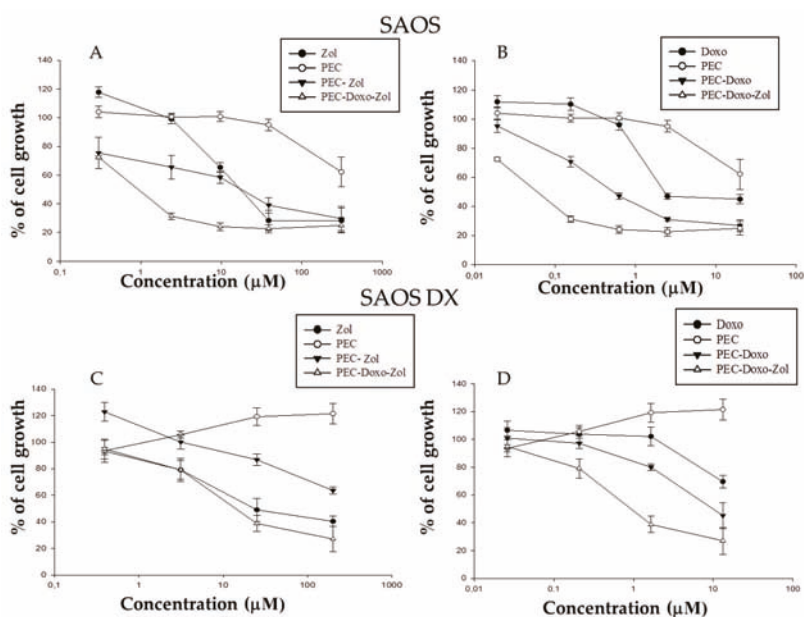 SAOS
A
Zol
PEC
PEC- Zol
PEC-Doxo-Zol
% of cell growth
140
120
100
80
60
40
20
0
0,1 1 10 100 1000
Concentration (µM)
B
Doxo
PEC
PEC-Doxo
PEC-Doxo-Zol
% of cell growth
140
120
100
80
60
40
20
0
0,01 0,1 1 10 100
Concentration (µM)
SAOS DX
C
Zol
PEC
PEC- Zol
PEC-Doxo-Zol
% of cell growth
140
120
100
80
60
40
20
0
0,1 1 10 100 1000
Concentration (µM)
D
Doxo
PEC
PEC-Doxo
PEC-Doxo-Zol
% of cell growth
140
120
100
80
60
40
20
0
0,01 0,1 1 10 100
Concentration (µM)